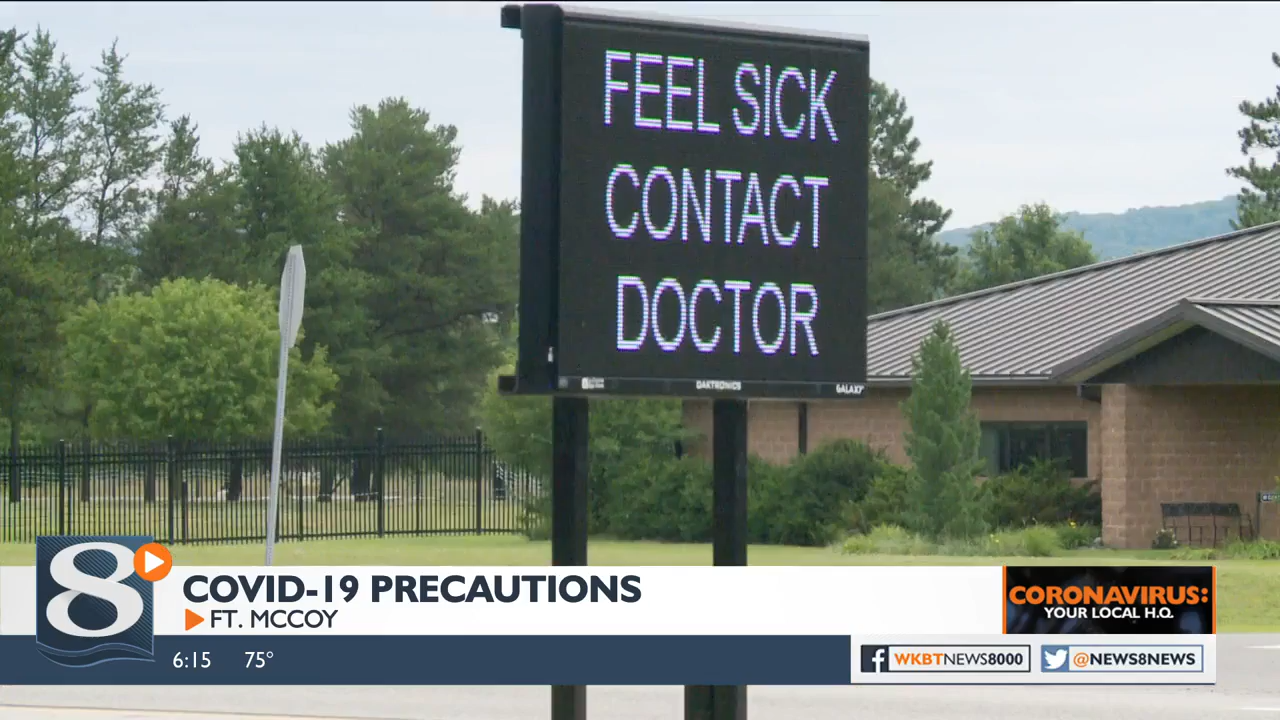 FEEL SICK
CONTACT
DOCTOR
DAKTRONICS
GALAXY
8
COVID-19 PRECAUTIONS
FT. MCCOY
CORONAVIRUS:
YOUR LOCAL H.Q.
6:15 75°
WKBTNEWS8000
@NEWS8NEWS